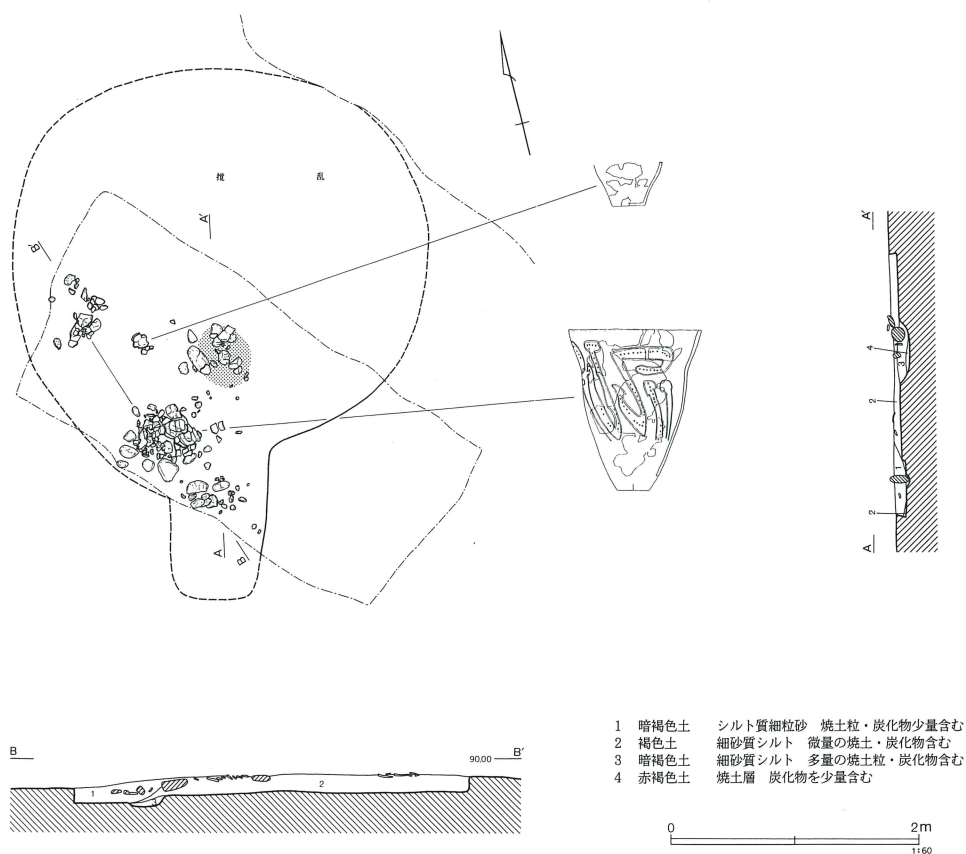 撹　乱
A′
B′
A′
4
3
2
1
2
A
A
B
B
90.00
B′
1
2
1　暗褐色土　シルト質細粒砂　焼土粒・炭化物少量含む
2　褐色土　細砂質シルト　微量の焼土・炭化物含む
3　暗褐色土　細砂質シルト　多量の焼土粒・炭化物含む
4　赤褐色土　焼土層　炭化物を少量含む
0
2m
1:60